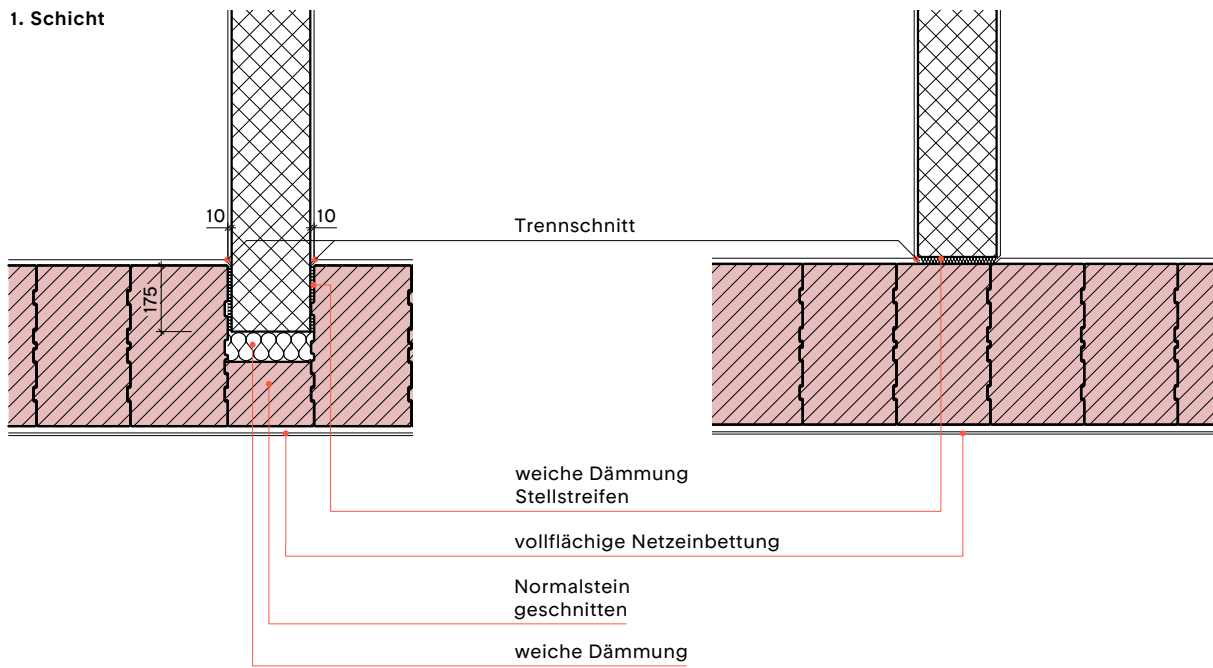 1. Schicht
10
10
Trennschnitt
175
weiche Dämmung
Stellstreifen
vollflächige Netzeinbettung
Normalstein
geschnitten
weiche Dämmung